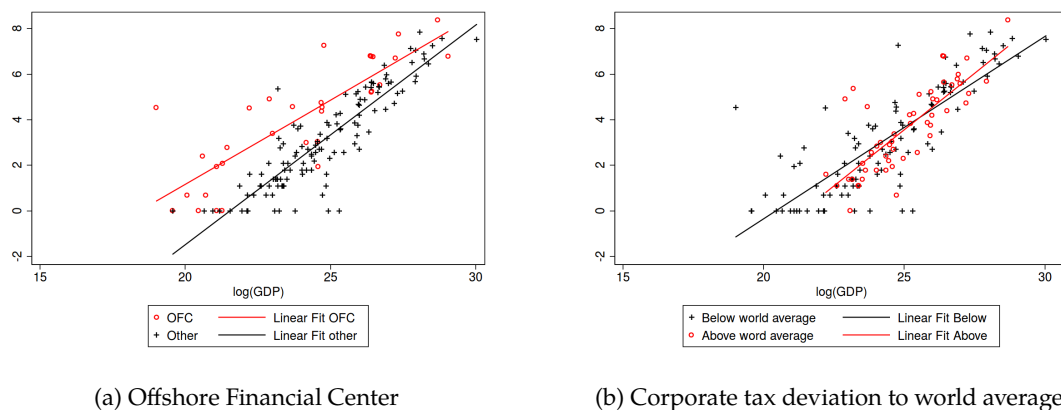 8
6
4
2
0
-2
15 20 25 30
log(GDP)
OFC Linear Fit OFC
Other Linear Fit other
(a) Offshore Financial Center
8
6
4
2
0
-2
15 20 25 30
log(GDP)
Below world average Linear Fit Below
Above word average Linear Fit Above
(b) Corporate tax deviation to world average